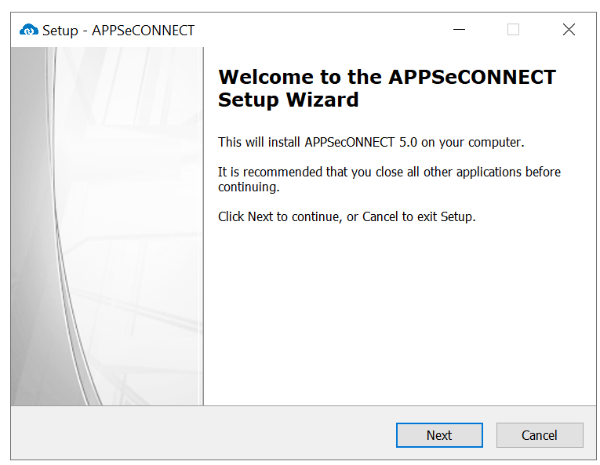 Setup - APPSeCONNECT
Welcome to the APPSeCONNECT
Setup Wizard
This will install APPSecONNECT 5.0 on your computer.
It is recommended that you close all other applications before
continuing.
Click Next to continue, or Cancel to exit Setup.
Next
Cancel